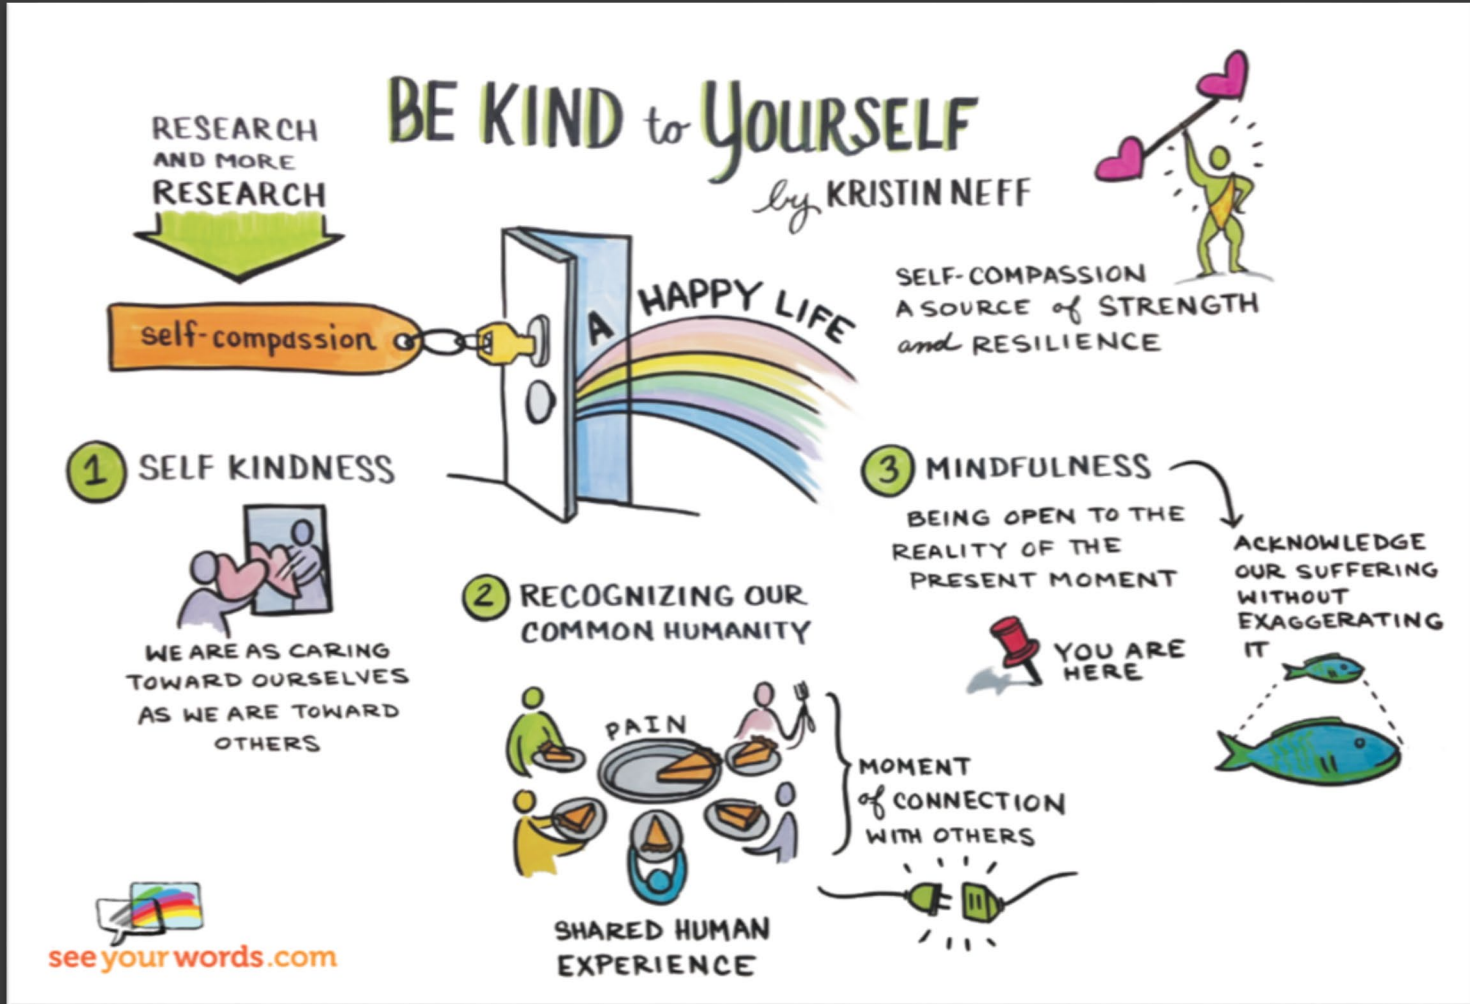 BE KIND to YOURSELF
by KRISTIN NEFF
RESEARCH
AND MORE
RESEARCH
self-compassion
A HAPPY LIFE
SELF-COMPASSION
A SOURCE of STRENGTH
and RESILIENCE
1 SELF KINDNESS
WE ARE AS CARING
TOWARD OURSELVES
AS WE ARE TOWARD
OTHERS
2 RECOGNIZING OUR
COMMON HUMANITY
PAIN
MOMENT
of CONNECTION
WITH OTHERS
SHARED HUMAN
EXPERIENCE
3 MINDFULNESS
BEING OPEN TO THE
REALITY OF THE
PRESENT MOMENT
YOU ARE
HERE
ACKNOWLEDGE
OUR SUFFERING
WITHOUT
EXAGGERATING
IT
seeyourwords.com